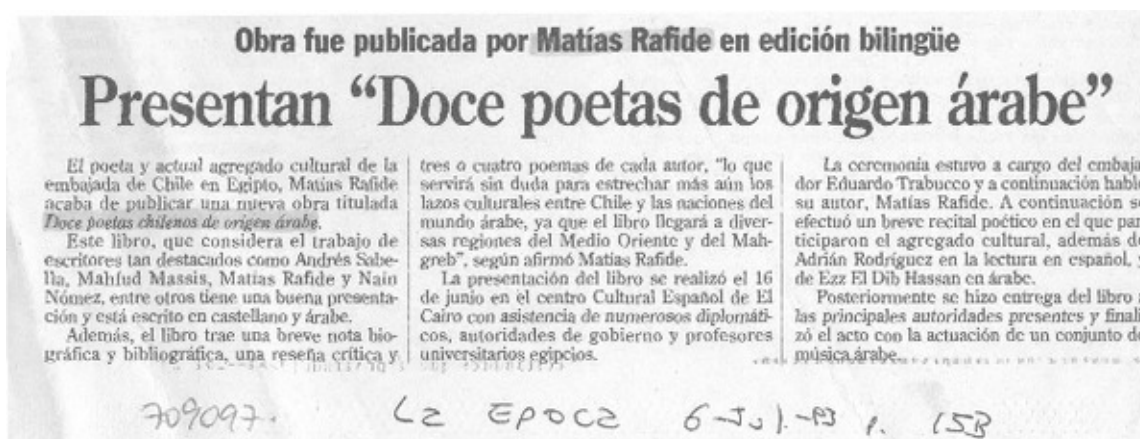 Obra fue publicada por Matías Rafide en edición bilingüe
Presentan “Doce poetas de origen árabe”
El poeta y actual agregado cultural de la
embajada de Chile en Egipto, Matías Rafide
acaba de publicar una nueva obra titulada
Doce poetas chilenos de origen árabe.
Este libro, que considera el trabajo de
escritores tan destacados como Andrés Sabe-
lla, Mahfud Massis, Matías Rafide y Nain
Nómez, entre otros tiene una buena presenta-
ción y está escrito en castellano y árabe.
Además, el libro trae una breve nota bio-
gráfica y bibliográfica, una reseña crítica y
tres o cuatro poemas de cada autor, “lo que
servirá sin duda para estrechar más aún los
lazos culturales entre Chile y las naciones del
mundo árabe, ya que el libro llegará a diver-
sas regiones del Medio Oriente y del Mah-
greb”, según afirmó Matías Rafide.
La presentación del libro se realizó el 16
de junio en el centro Cultural Español de El
Cairo con asistencia de numerosos diplomáti-
cos, autoridades de gobierno y profesores
universitarios egipcios.
La ceremonia estuvo a cargo del embaja
dor Eduardo Trabucco y a continuación habl
su autor, Matías Rafide. A continuación s
efectuó un breve recital poético en el que par
ticiparon el agregado cultural, además d
Adrián Rodríguez en la lectura en español,
de Ezz El Dib Hassan en árabe.
Posteriormente se hizo entrega del libro
las principales autoridades presentes y finali
zó el acto con la actuación de un conjunto d
música árabe.
709097. La EPOCA 6-Jul-93 p. 15B